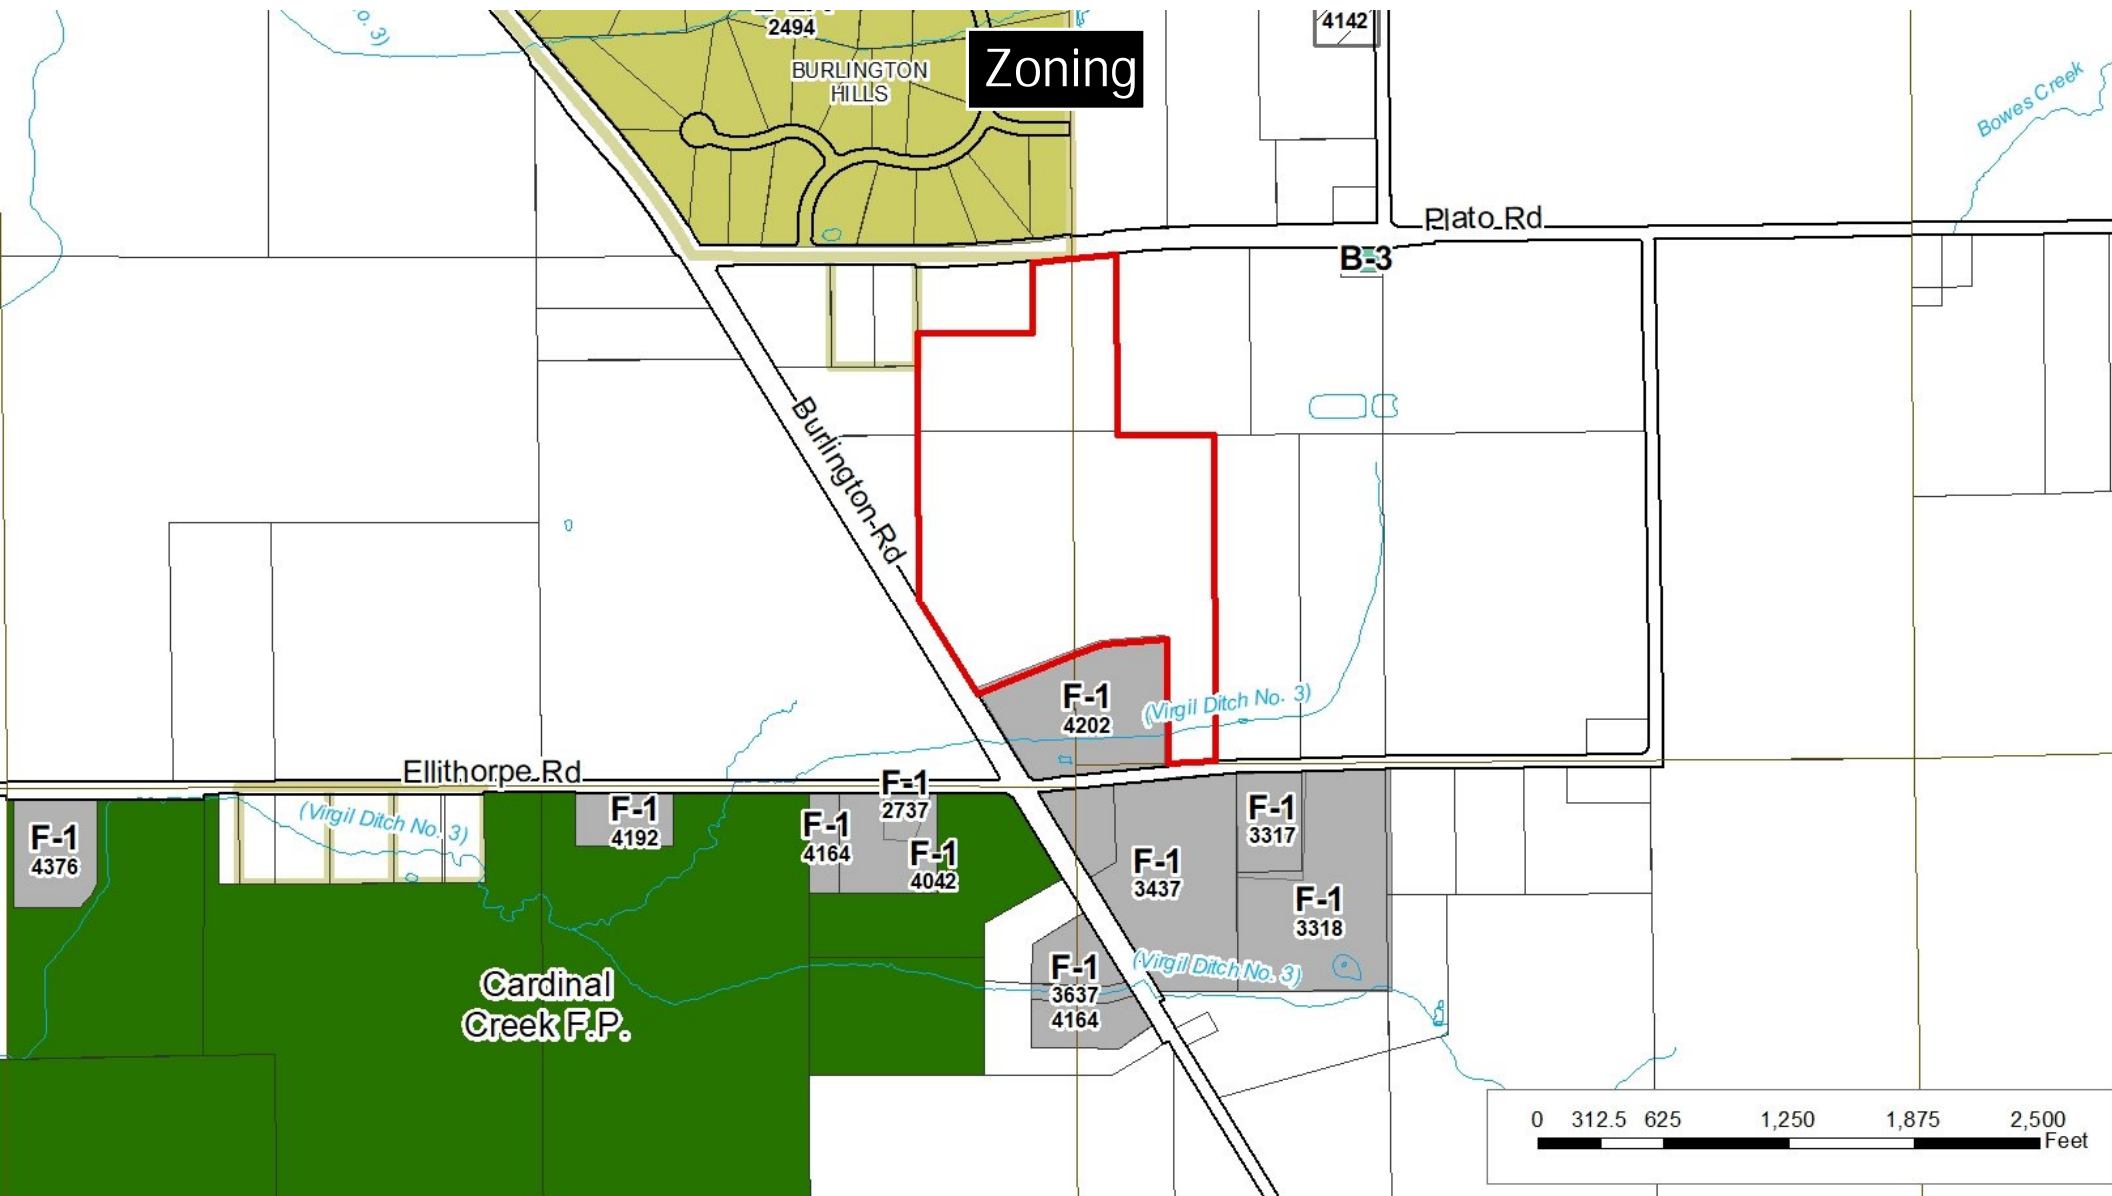 o. 3)
2494
4142
Zoning
BURLINGTON
HILLS
Bowes Creek
Plato Rd
B-3
Burlington Rd
F-1
4202
(Virgil Ditch No. 3)
Ellithorpe Rd
F-1
2737
F-1
4376
(Virgil Ditch No. 3)
F-1
4192
F-1
4164
F-1
4042
F-1
3437
F-1
3317
F-1
3318
F-1
3637
4164
(Virgil Ditch No. 3)
Cardinal
Creek F.P.
0 312.5 625 1,250 1,875 2,500
Feet